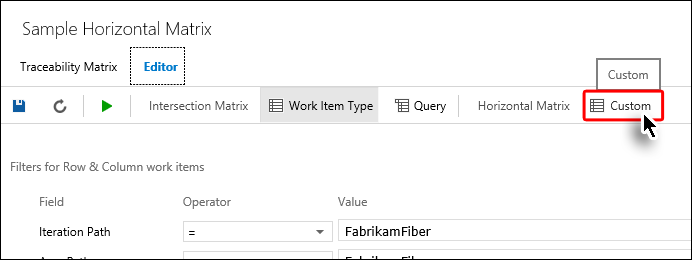 Sample Horizontal Matrix
Traceability Matrix Editor
Custom
Intersection Matrix Work Item Type Query Horizontal Matrix Custom
Filters for Row & Column work items
Field Operator Value
Iteration Path = FabrikamFiber